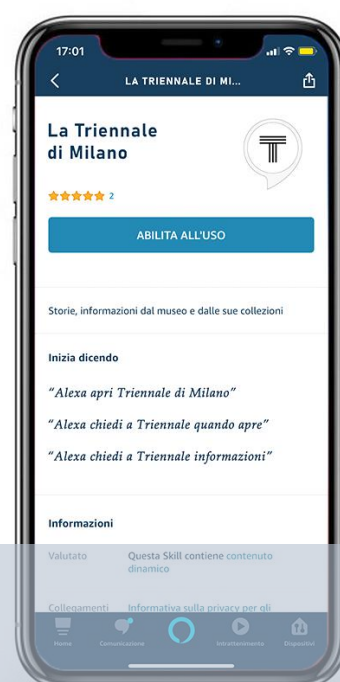 17:01
LA TRIENNALE DI MI...
La Triennale
di Milano
2
ABILITA ALL'USO
Storie, informazioni dal museo e dalle sue collezioni
Inizia dicendo
“Alexa apri Triennale di Milano”
“Alexa chiedi a Triennale quando apre”
“Alexa chiedi a Triennale informazioni”
Informazioni
Valutato Questa Skill contiene contenuto
dinamico
Collegamenti Informativa sulla privacy per gli
Home Comunicazione Intrattenimento Dispositivi